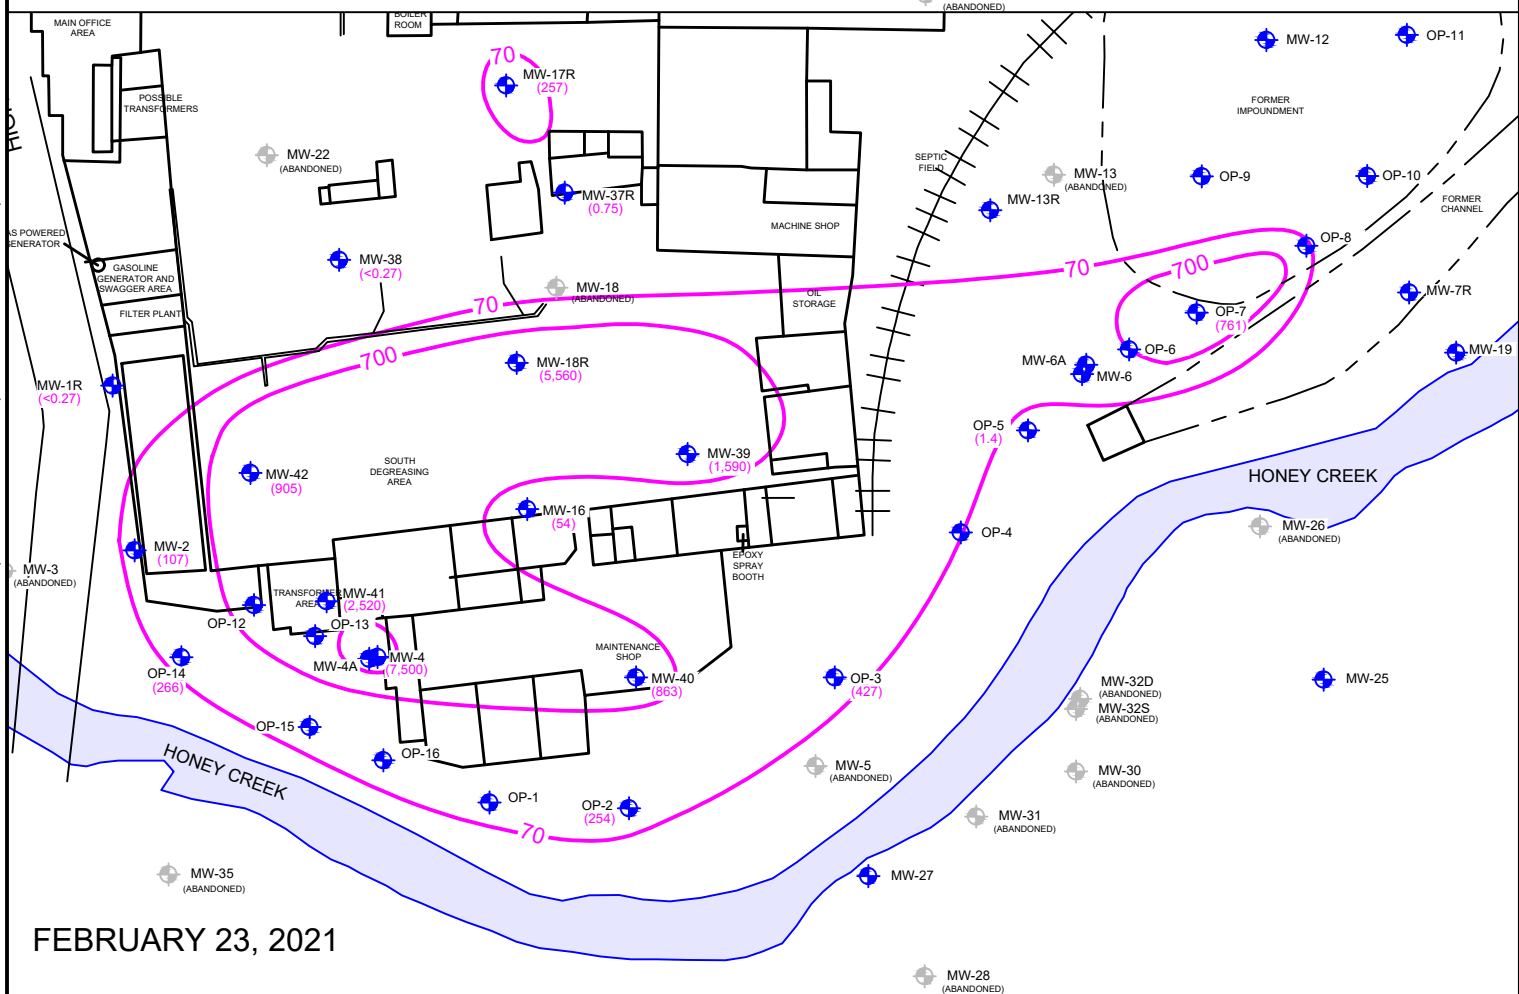 (ABANDONED)
MAIN OFFICE
AREA
BOILER
ROOM
70
MW-17R
(257)
MW-12
OP-11
POSSIBLE
TRANSFORMERS
FORMER
IMPOUNDMENT
MW-22
(ABANDONED)
SEPTIC
FIELD
MW-13
(ABANDONED)
OP-9
OP-10
MW-37R
(0.75)
MW-13R
FORMER
CHANNEL
MACHINE SHOP
AS POWERED
GENERATOR
OP-8
MW-38
(<0.27)
GASOLINE
GENERATOR AND
SWAGGER AREA
70
700
MW-18
(ABANDONED)
OIL
STORAGE
MW-7R
70
FILTER PLANT
OP-7
(761)
700
MW-18R
(5,560)
OP-6
MW-6A
MW-6
MW-19
MW-1R
(<0.27)
OP-5
(1.4)
MW-39
(1,590)
SOUTH
DEGREASING
AREA
MW-42
(905)
HONEY CREEK
MW-16
(54)
MW-26
(ABANDONED)
OP-4
MW-2
(107)
EPOXY
SPRAY
BOOTH
MW-3
(ABANDONED)
TRANSFORMER
AREA
MW-41
(2,520)
OP-12
OP-13
MAINTENANCE
SHOP
MW-4A
MW-4
(7,500)
OP-14
(266)
MW-40
(863)
OP-3
(427)
MW-32D
(ABANDONED)
MW-32S
(ABANDONED)
MW-25
OP-15
OP-16
HONEY CREEK
MW-5
(ABANDONED)
MW-30
(ABANDONED)
OP-1
OP-2
(254)
70
MW-31
(ABANDONED)
MW-35
(ABANDONED)
MW-27
FEBRUARY 23, 2021
MW-28
(ABANDONED)